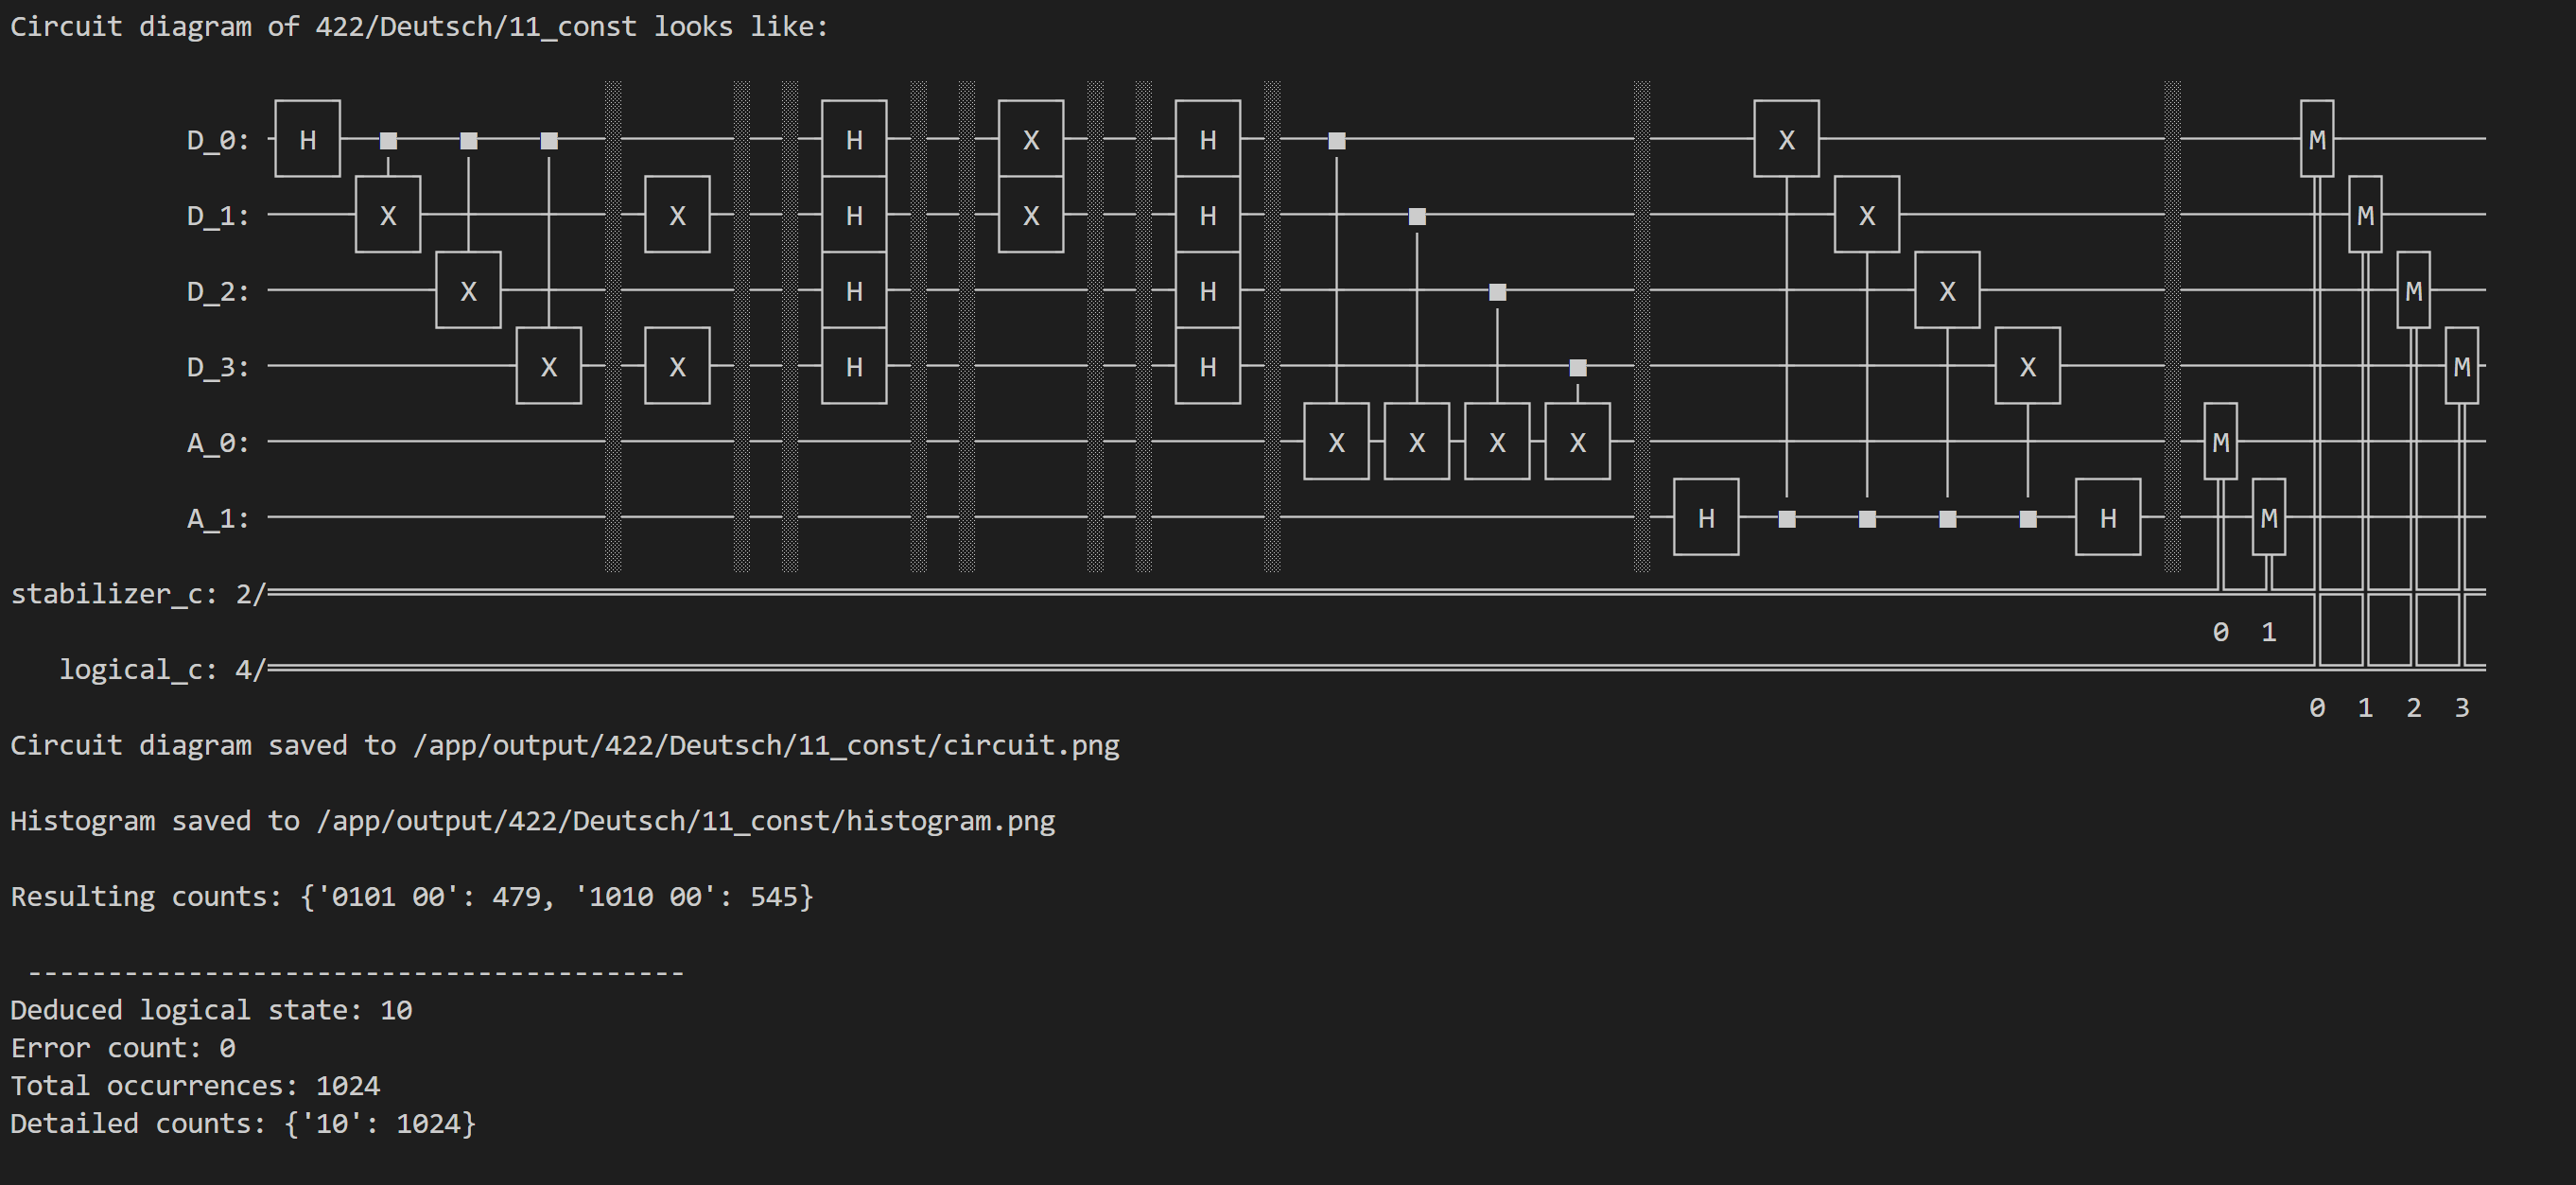 Circuit diagram of 422/Deutsch/11_const looks like:
H H X H X M
D_0:
X X H X H X M
D_1:
X H H X M
D_2:
X X H H X M
D_3:
X X X X M
A_0:
H H M
A_1:
stabilizer_c: 2/
0 1
logical_c: 4/
0 1 2 3
Circuit diagram saved to /app/output/422/Deutsch/11_const/circuit.png
Histogram saved to /app/output/422/Deutsch/11_const/histogram.png
Resulting counts: {'0101 00': 479, '1010 00': 545}
-----------------------------------------
Deduced logical state: 10
Error count: 0
Total occurrences: 1024
Detailed counts: {'10': 1024}